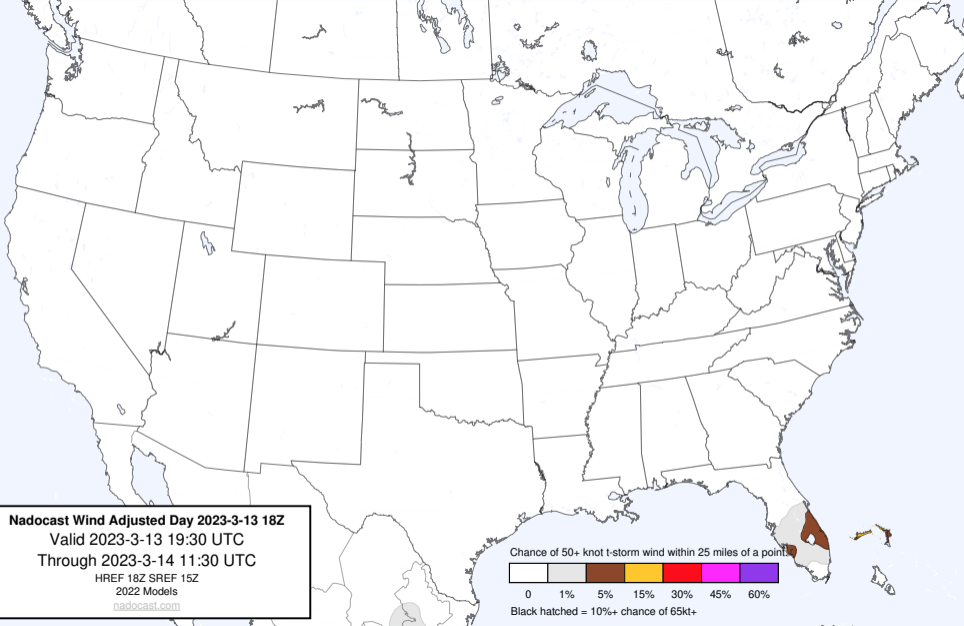 Nadocast Wind Adjusted Day 2023-3-13 18Z
Valid 2023-3-13 19:30 UTC
Through 2023-3-14 11:30 UTC
HREF 18Z SREF 15Z
2022 Models
nadocast.com
Chance of 50+ knot t-storm wind within 25 miles of a point.
0 1% 5% 15% 30% 45% 60%
Black hatched = 10%+ chance of 65kt+